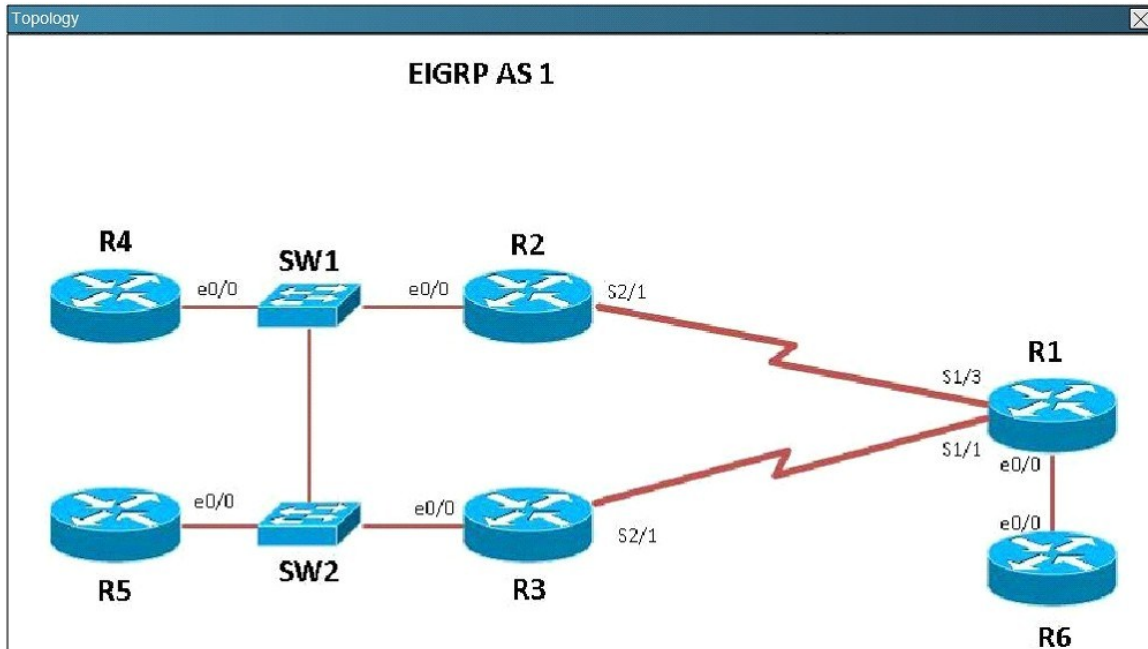 Topology
EIGRP AS 1
R4
SW1
R2
e0/0
e0/0
S2/1
R1
S1/3
S1/1
e0/0
e0/0
e0/0
e0/0
S2/1
R5
SW2
R3
R6